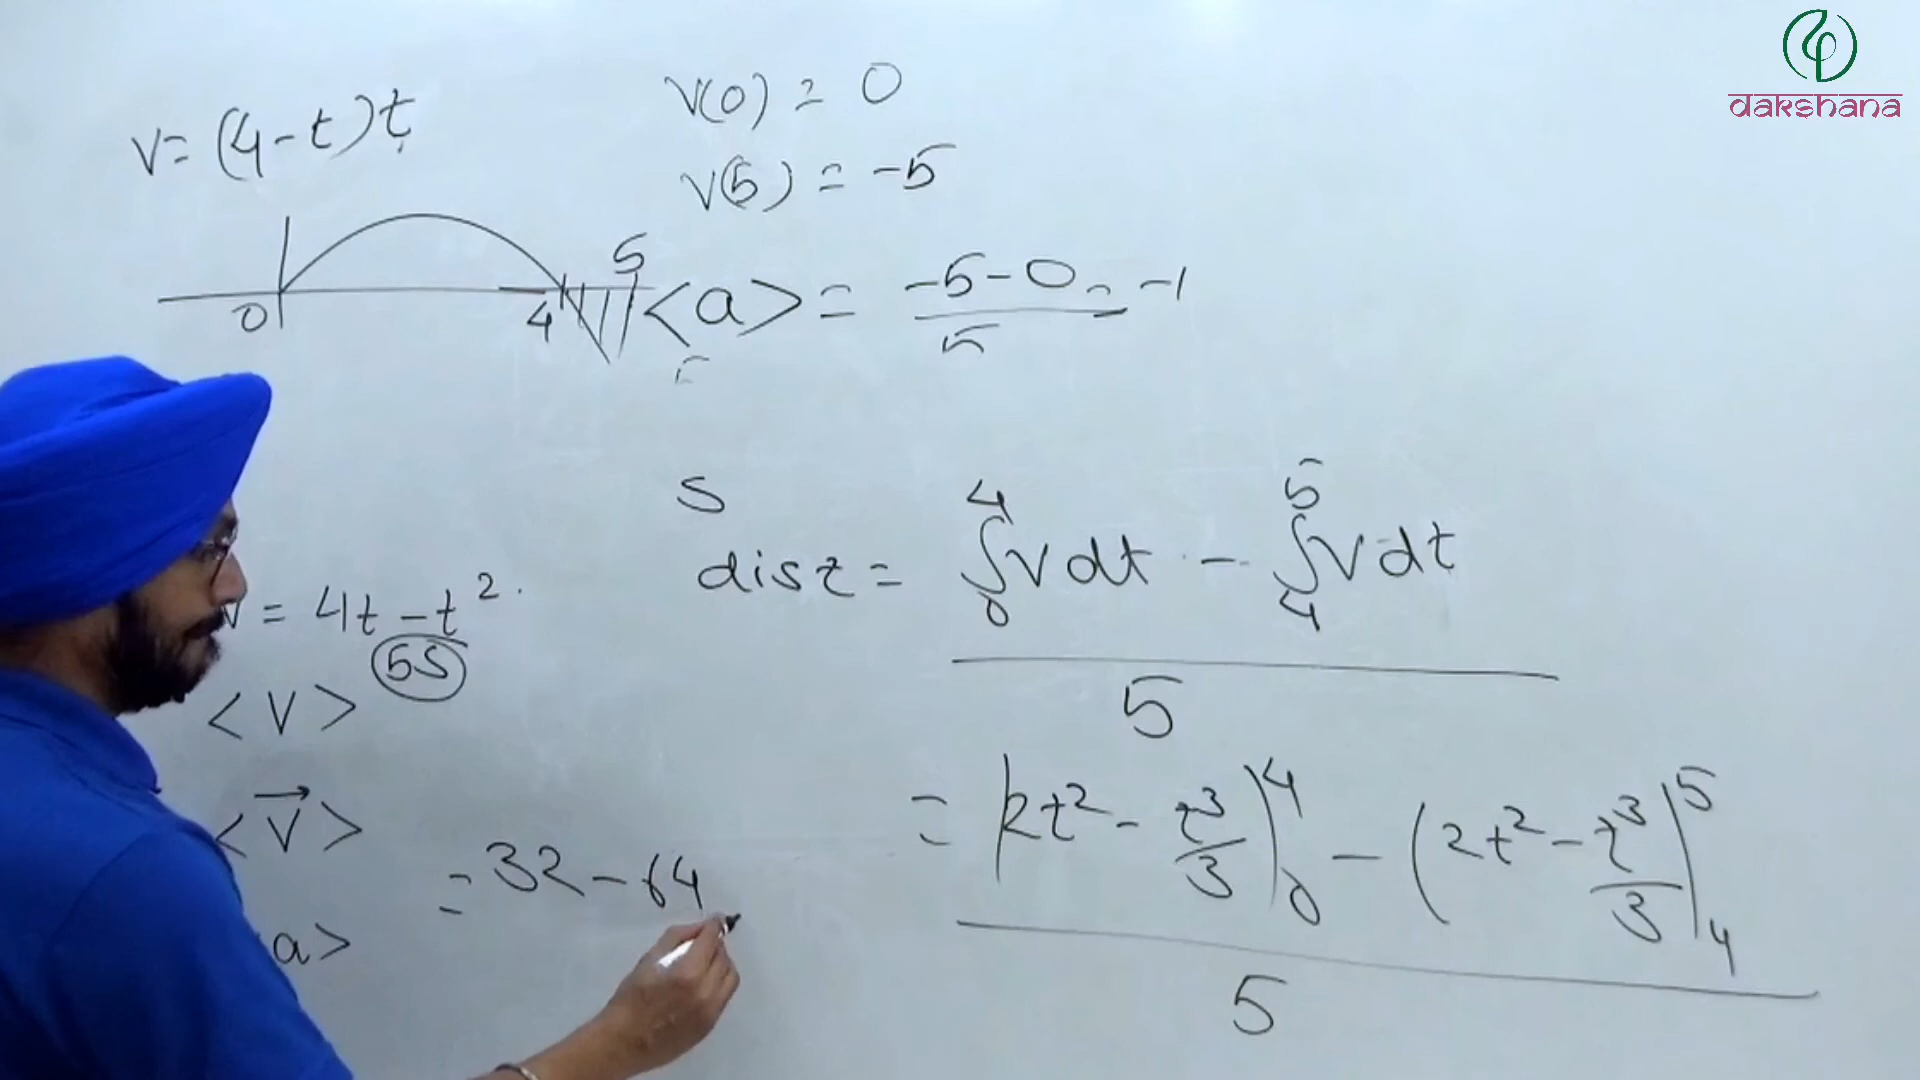 dakshana
v = (4-t)t
v(0) = 0
v(5) = -5
0 4 5
<a> = -5-0 = -1
5
S
dist = ∫₀⁴ v dt - ∫₄⁵ v dt
5
v = 4t - t².
5S
<v>
<v⃗>
a>
= |2t² - t³/3|₀⁴ - (2t² - t³/3|₄⁵
5
= 32 - 64